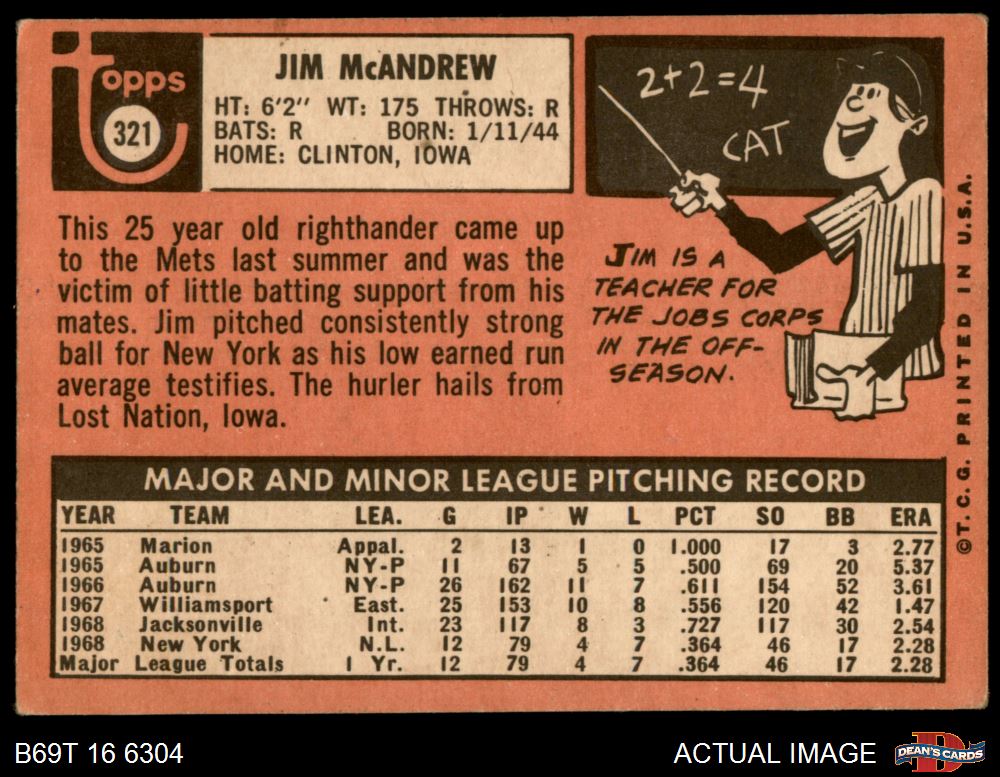 Topps
321
JIM McANDREW
HT: 6'2" WT: 175 THROWS: R
BATS: R BORN: 1/11/44
HOME: CLINTON, IOWA
2+2=4
CAT
This 25 year old righthander came up
to the Mets last summer and was the
victim of little batting support from his
mates. Jim pitched consistently strong
ball for New York as his low earned run
average testifies. The hurler hails from
Lost Nation, Iowa.
JIM IS A
TEACHER FOR
THE JOBS CORPS
IN THE OFF-
SEASON.
MAJOR AND MINOR LEAGUE PITCHING RECORD
YEAR TEAM LEA. G IP W L PCT SO BB ERA
1965 Marion Appal. 2 13 1 0 1.000 17 3 2.77
1965 Auburn NY-P 11 67 5 5 .500 69 20 5.37
1966 Auburn NY-P 26 162 11 7 .611 154 52 3.61
1967 Williamsport East. 25 153 10 8 .556 120 42 1.47
1968 Jacksonville Int. 23 117 8 3 .727 117 30 2.54
1968 New York N.L. 12 79 4 7 .364 46 17 2.28
Major League Totals 1 Yr. 12 79 4 7 .364 46 17 2.28
©T.C.G. PRINTED IN U.S.A.
B69T 16 6304
ACTUAL IMAGE
D
DEAN'S CARDS